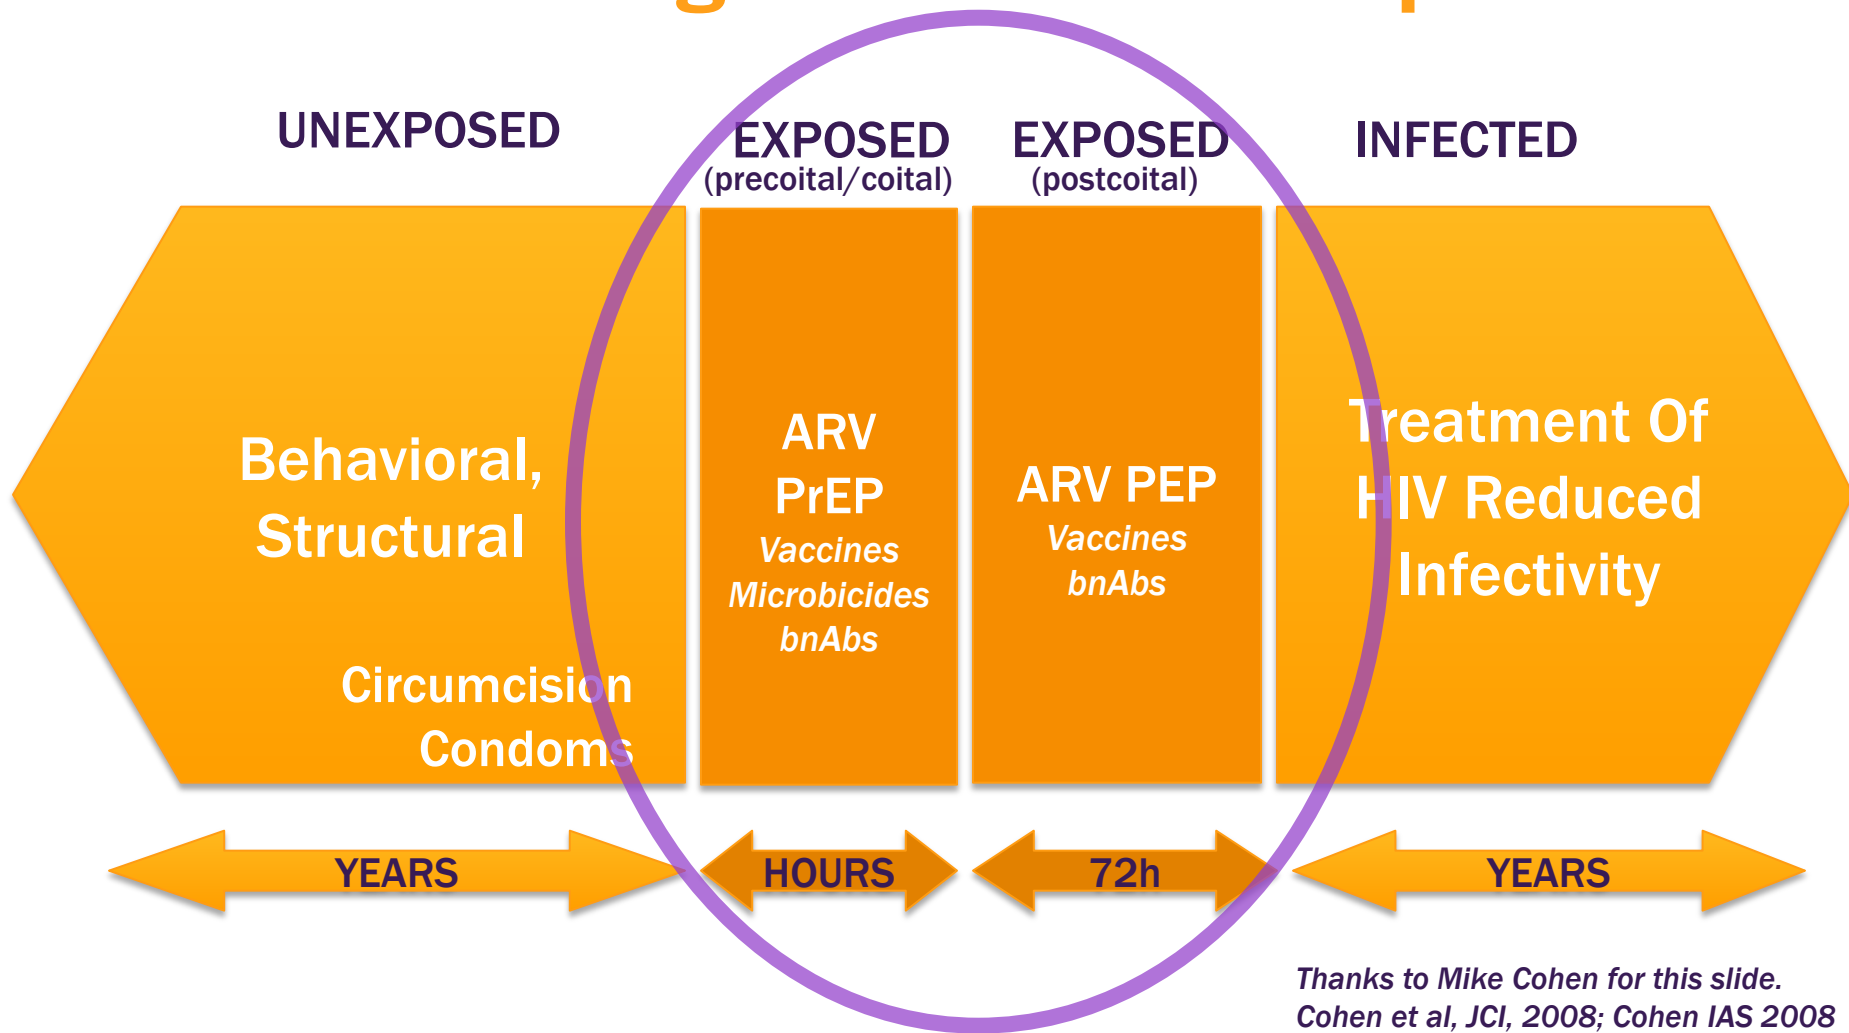 UNEXPOSED
EXPOSED
(precoital/coital)
EXPOSED
(postcoital)
INFECTED
Behavioral,
Structural
Circumcision
Condoms
ARV
PrEP
Vaccines
Microbicides
bnAbs
ARV PEP
Vaccines
bnAbs
Treatment Of
HIV Reduced
Infectivity
YEARS
HOURS
72h
YEARS
Thanks to Mike Cohen for this slide.
Cohen et al, JCI, 2008; Cohen IAS 2008